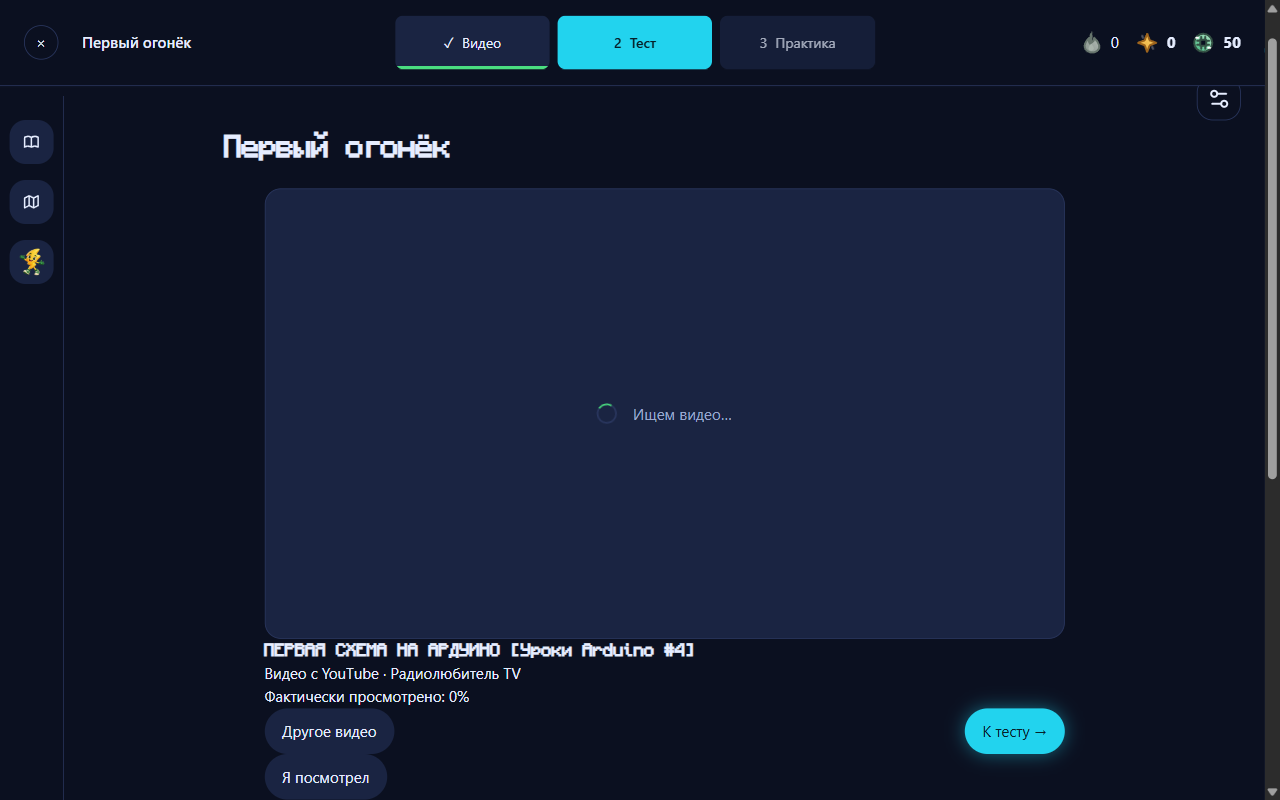 × Первый огонёк
✓ Видео
2 Тест
3 Практика
0 0 50
Первый огонёк
Ищем видео...
ПЕРВАЯ СХЕМА НА АРДУИНО [Уроки Arduino #4]
Видео с YouTube · Радиолюбитель TV
Фактически просмотрено: 0%
Другое видео
К тесту →
Я посмотрел